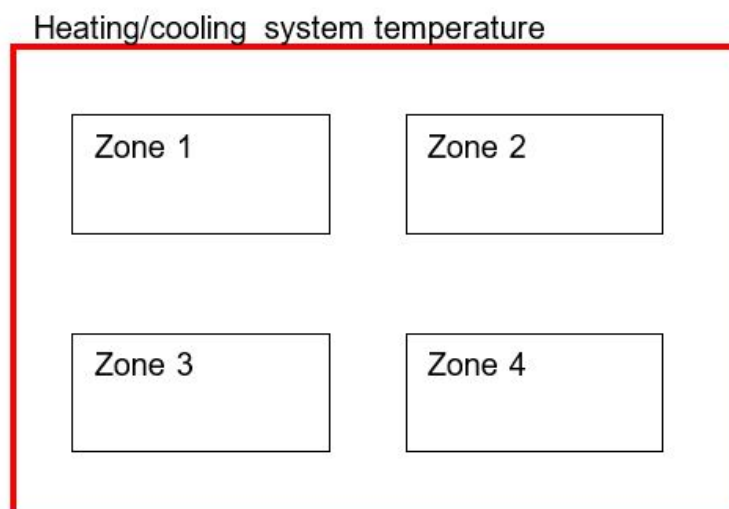 Heating/cooling system temperature
Zone 1
Zone 2
Zone 3
Zone 4